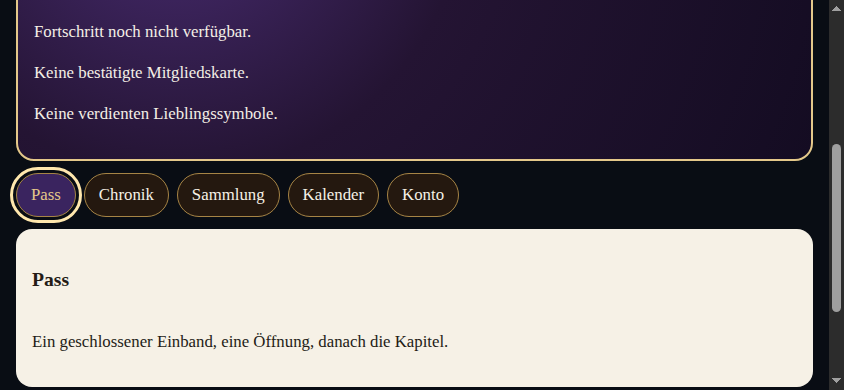 Fortschritt noch nicht verfügbar.
Keine bestätigte Mitgliedskarte.
Keine verdienten Lieblingssymbole.
Pass Chronik Sammlung Kalender Konto
Pass
Ein geschlossener Einband, eine Öffnung, danach die Kapitel.